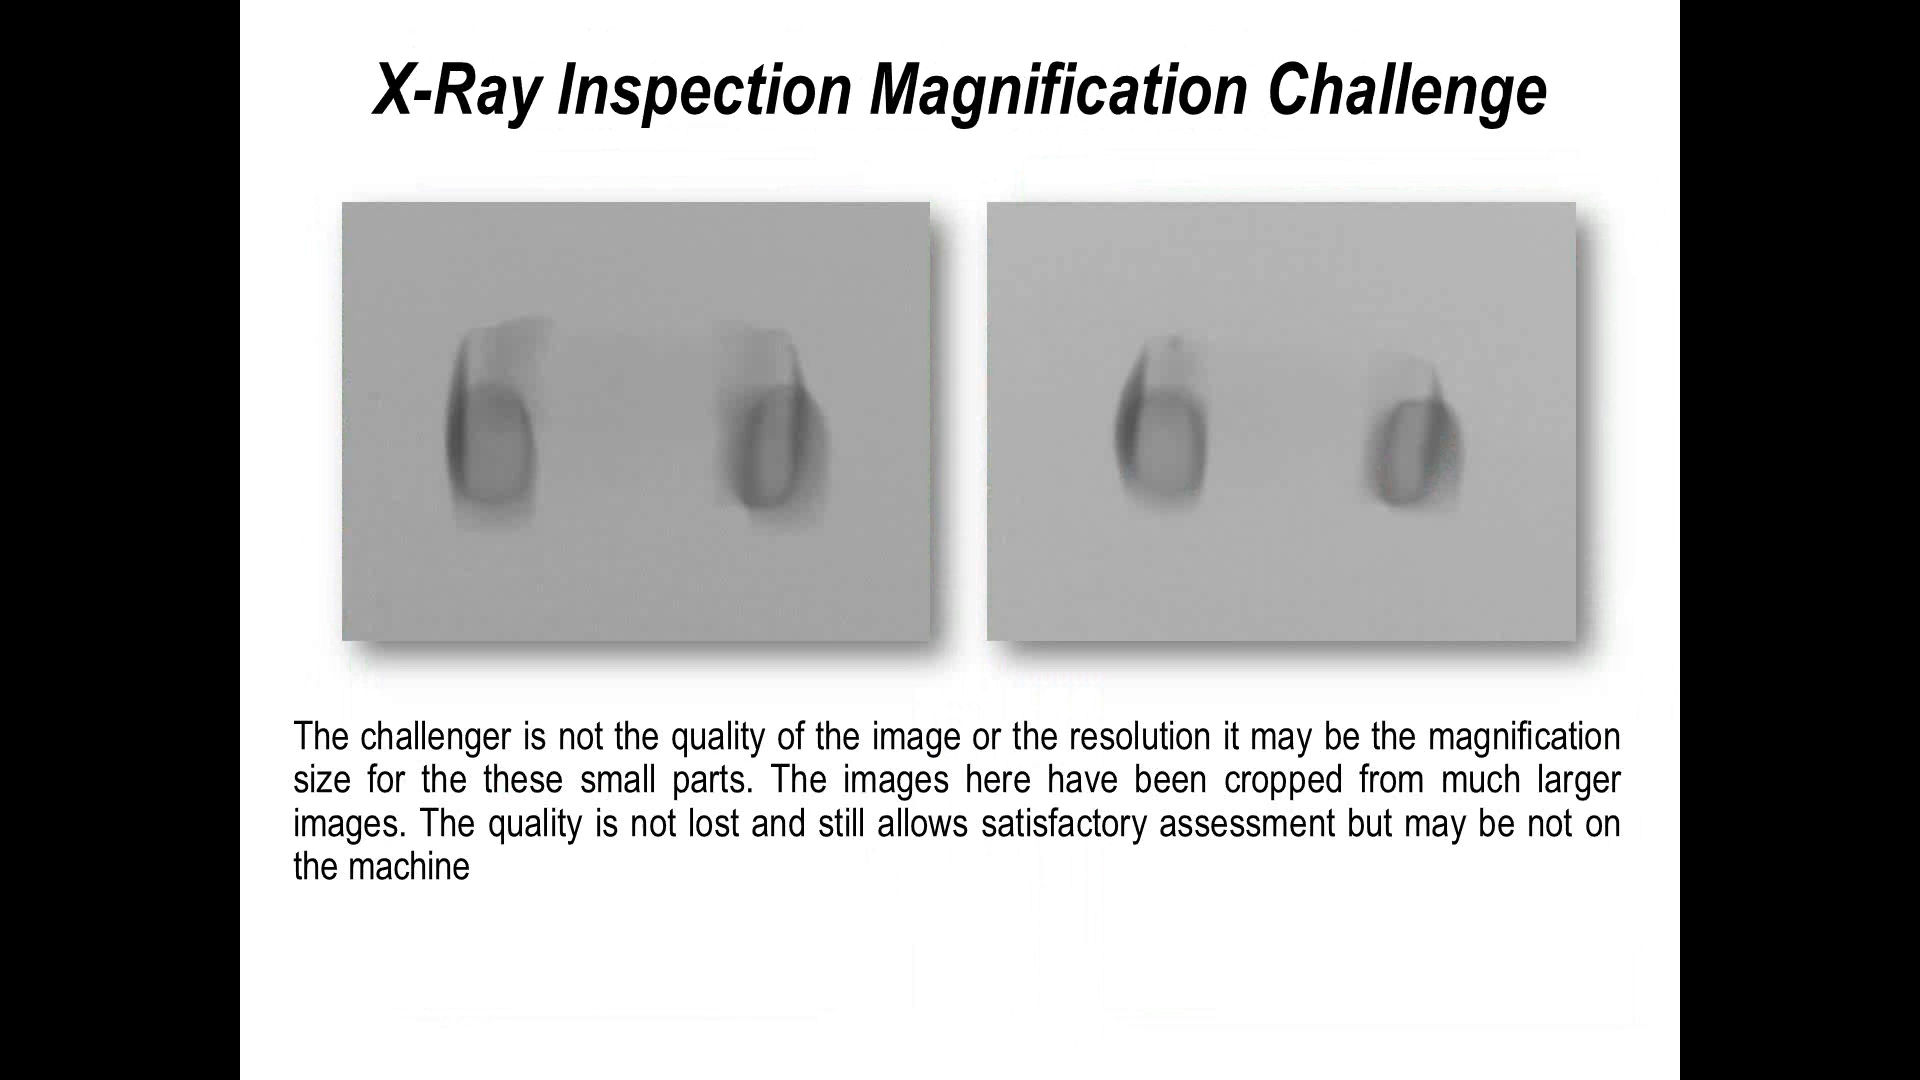 X-Ray Inspection Magnification Challenge
The challenger is not the quality of the image or the resolution it may be the magnification
size for the these small parts. The images here have been cropped from much larger
images. The quality is not lost and still allows satisfactory assessment but may be not on
the machine